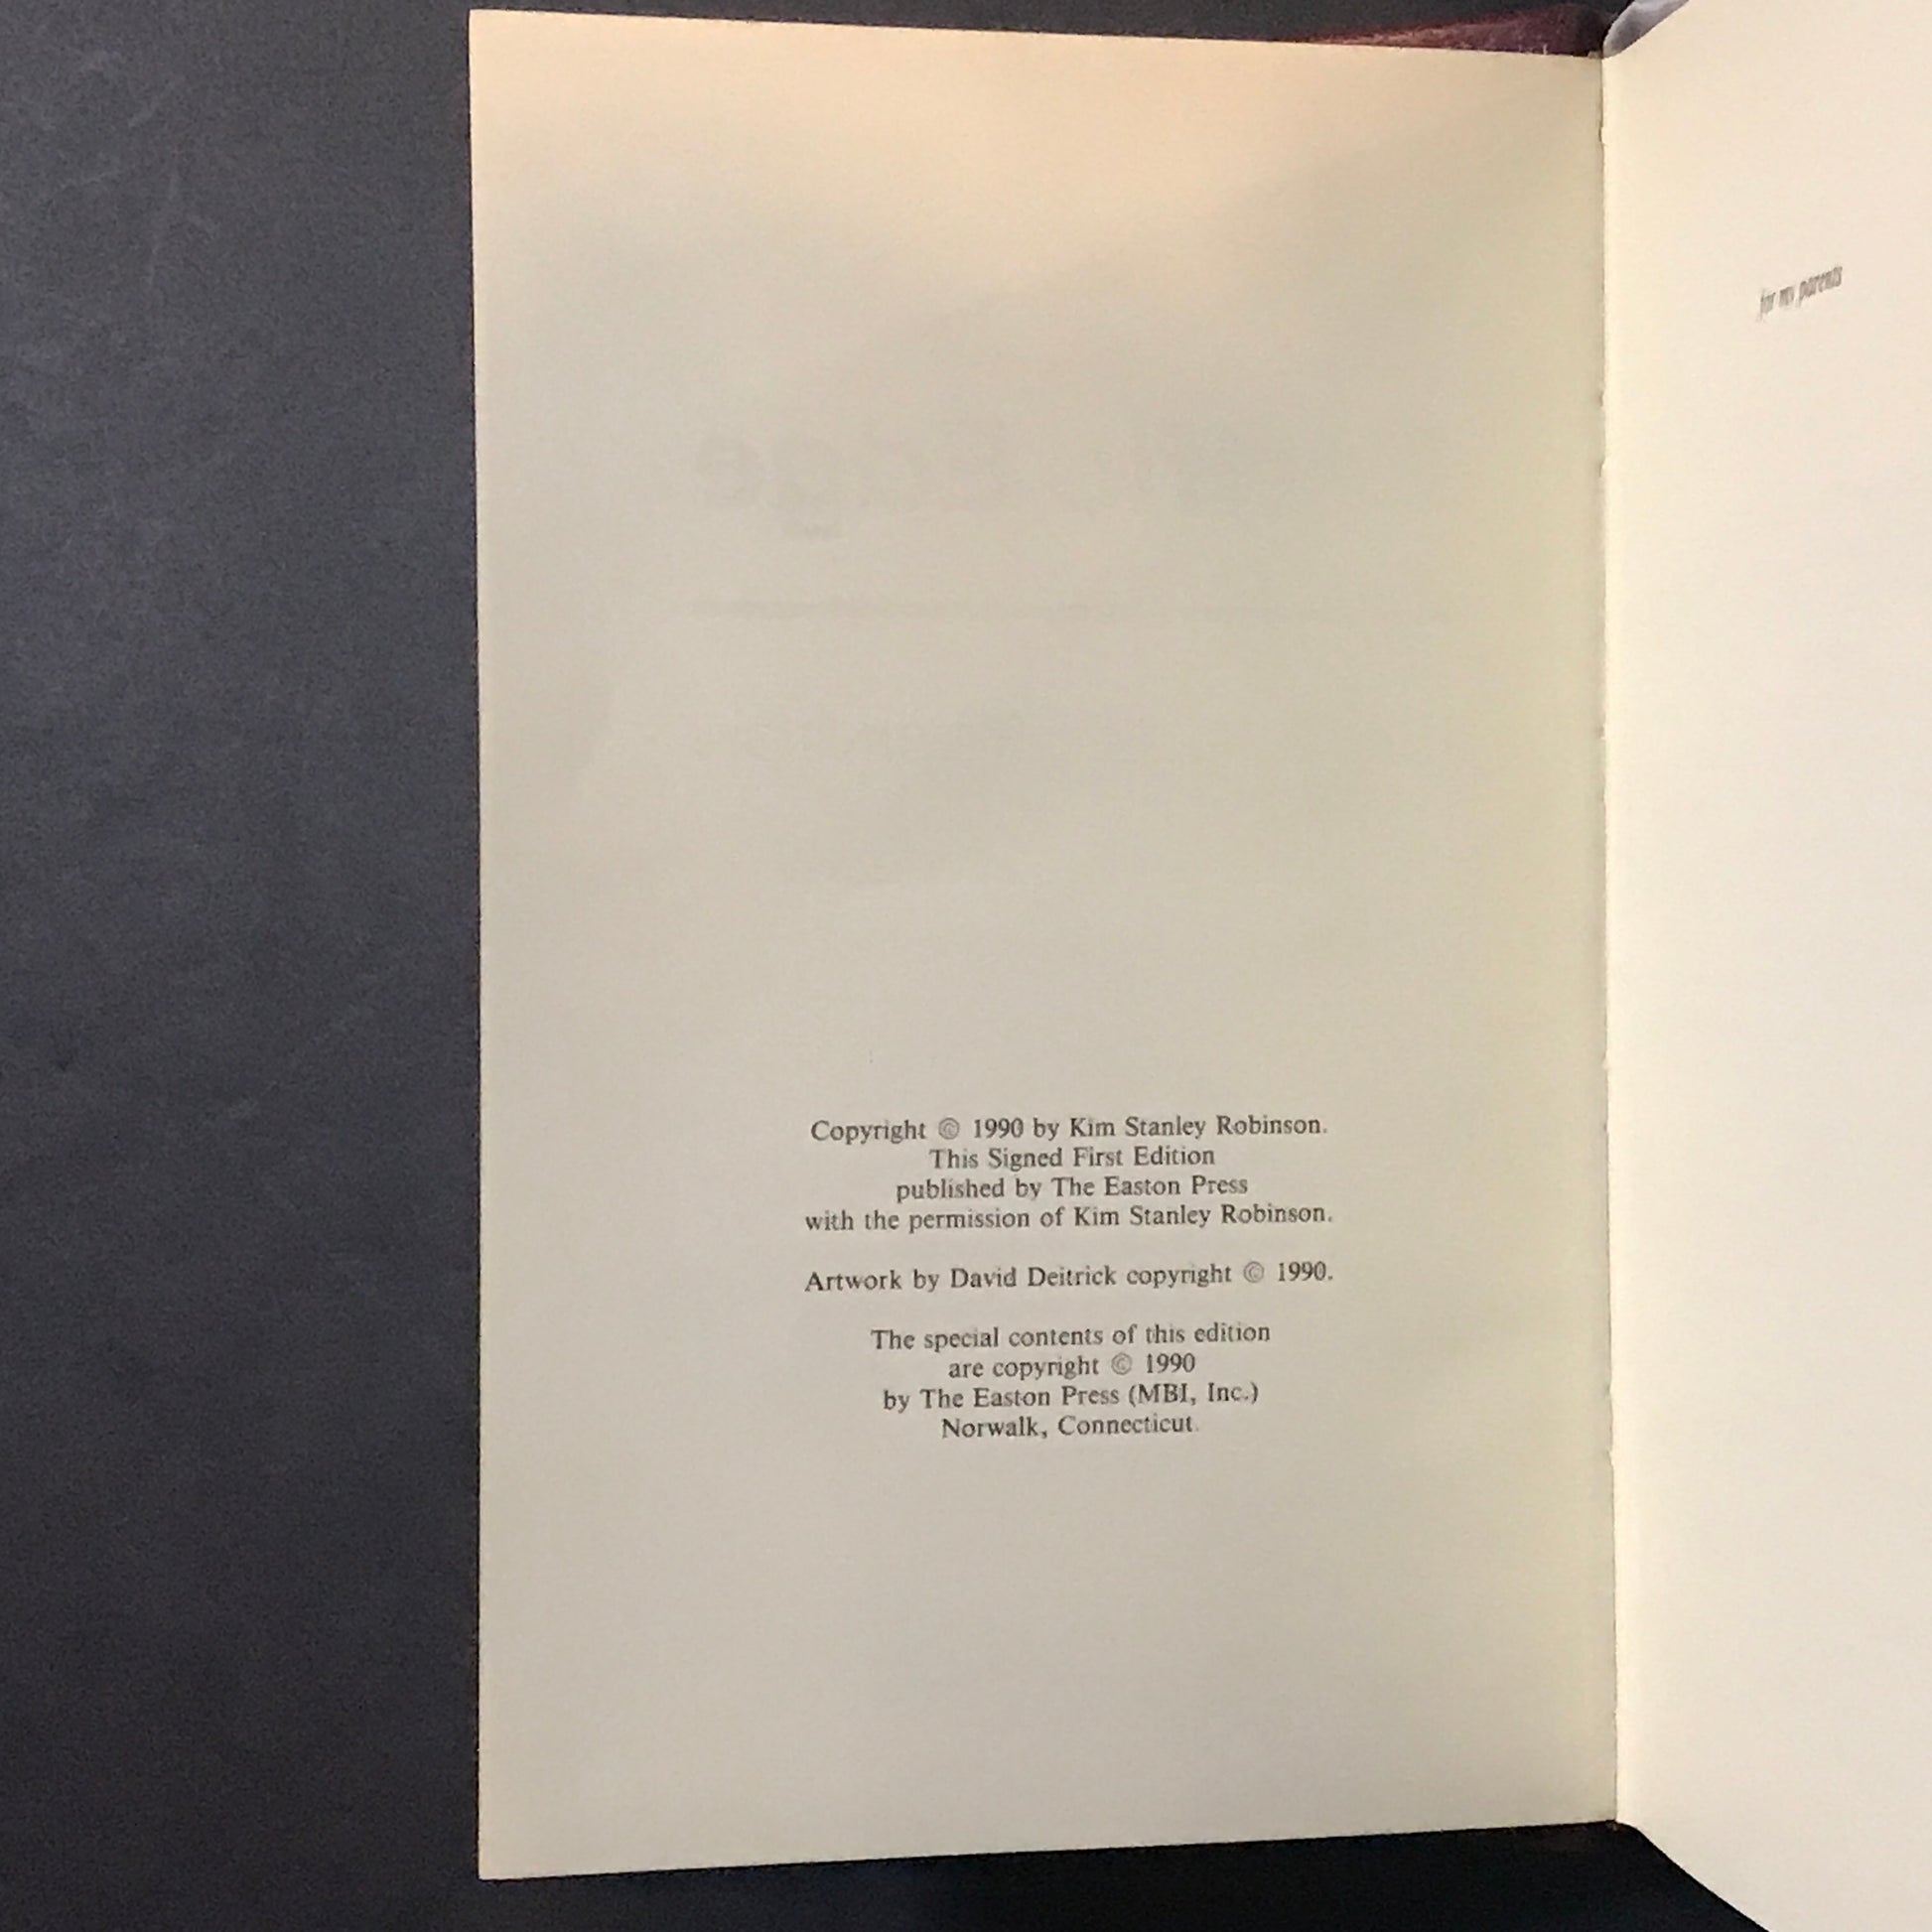 Copyright © 1990 by Kim Stanley Robinson.
This Signed First Edition
published by The Easton Press
with the permission of Kim Stanley Robinson.
Artwork by David Deitrick copyright © 1990.
The special contents of this edition
are copyright © 1990
by The Easton Press (MBI, Inc.)
Norwalk, Connecticut.
for my parents